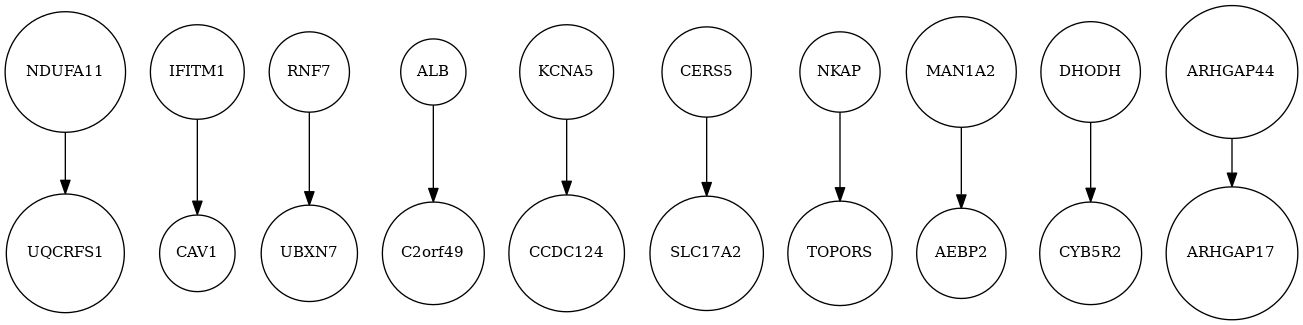 NDUFA11
IFITM1
RNF7
ALB
KCNA5
CERS5
NKAP
MAN1A2
DHODH
ARHGAP44
UQCRFS1
CAV1
UBXN7
C2orf49
CCDC124
SLC17A2
TOPORS
AEBP2
CYB5R2
ARHGAP17